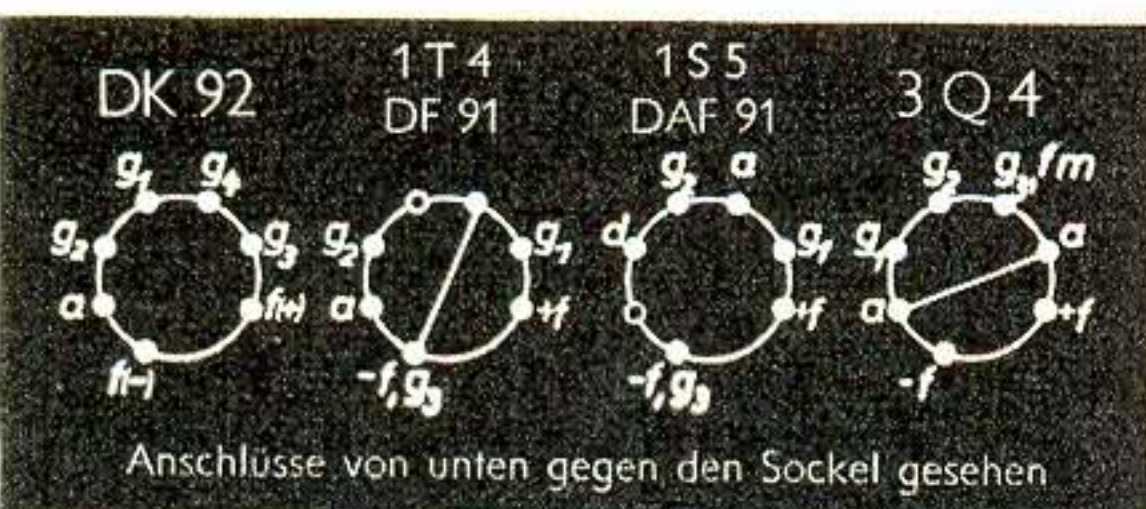 DK 92
1 T 4
DF 91
1 S 5
DAF 91
3 Q 4
g1 g4
g2 g3
a f(+)
f(-)
g2 g1
a +f
-f, g3
g2 a
d g1
+f
-f, g3
g2 g3, fm
g1 a
a +f
-f
Anschlüsse von unten gegen den Sockel gesehen